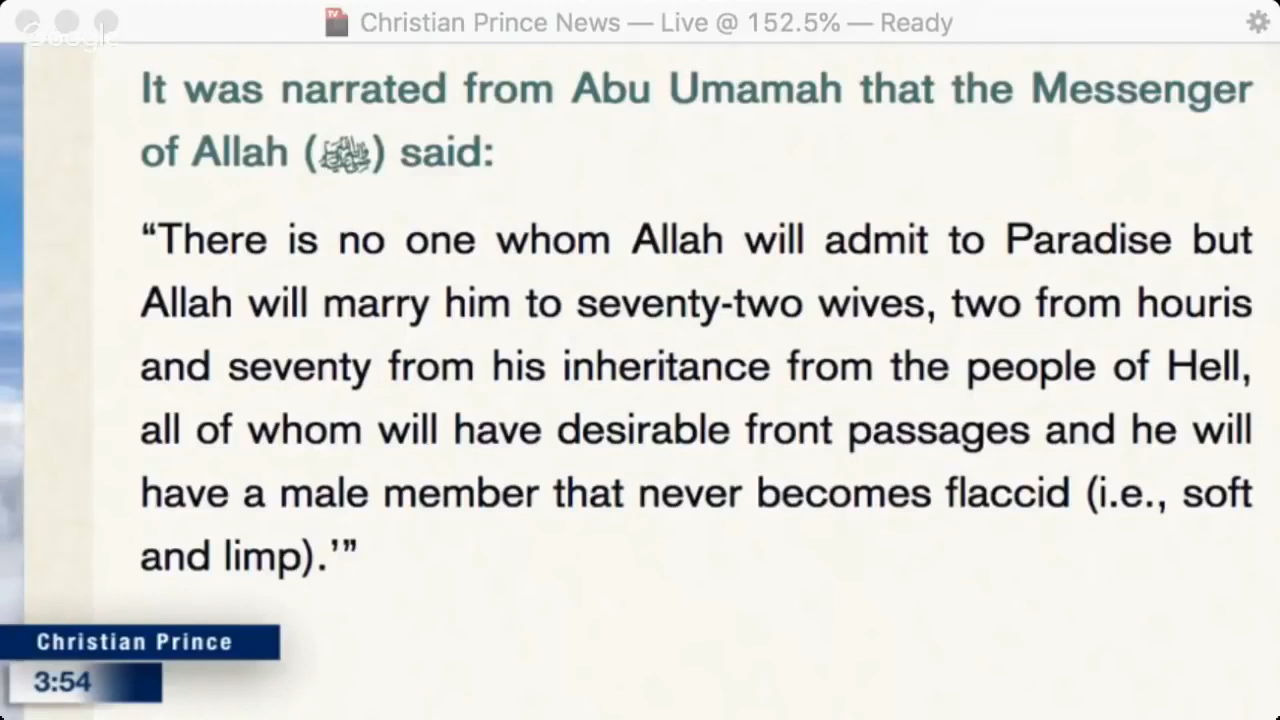 Christian Prince News — Live @ 152.5% — Ready
Google
It was narrated from Abu Umamah that the Messenger
of Allah (ﷺ) said:
“There is no one whom Allah will admit to Paradise but
Allah will marry him to seventy-two wives, two from houris
and seventy from his inheritance from the people of Hell,
all of whom will have desirable front passages and he will
have a male member that never becomes flaccid (i.e., soft
and limp).’”
Christian Prince
3:54